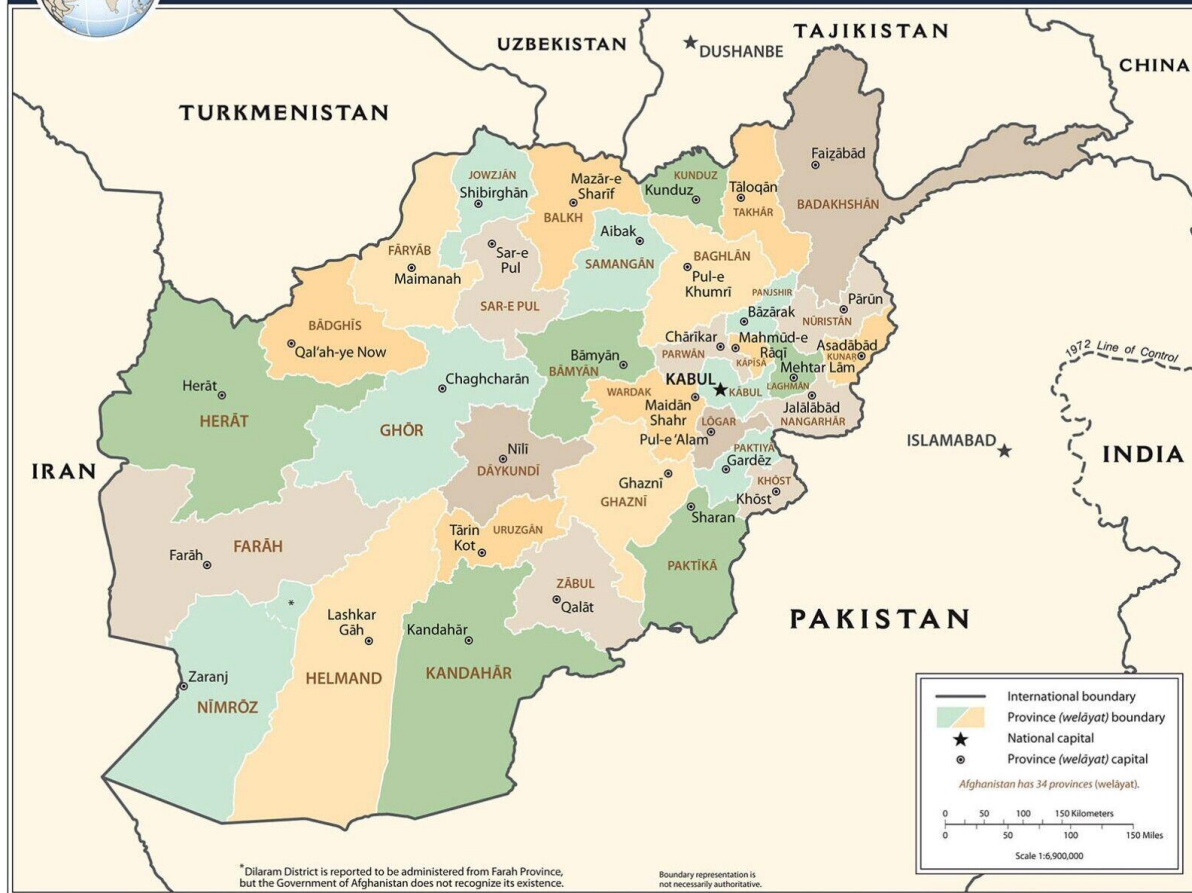 UZBEKISTAN
DUSHANBE
TAJIKISTAN
CHINA
TURKMENISTAN
JOWZJĀN
Shibirghān
Mazār-e
Sharīf
BALKH
KUNDUZ
Kunduz
Tāloqān
TAKHĀR
Faiz̧ābād
BADAKHSHĀN
FĀRYĀB
Maimanah
Sar-e
Pul
SAR-E PUL
Aibak
SAMANGĀN
BAGHLĀN
Pul-e
Khumrī
PANJSHIR
Bāzārak
Pārūn
NŪRISTĀN
BĀDGHĪS
Qal'ah-ye Now
Chārīkar
PARWĀN
Mahmūd-e
Rāqī
KĀPĪSĀ
Asadābād
KUNAR
Mehtar Lām
LAGHMĀN
1972 Line of Control
Herāt
HERĀT
Chaghcharān
GHŌR
Bāmyān
BĀMYĀN
KABUL
KĀBUL
WARDAK
Maidān
Shahr
LŌGAR
Pul-e 'Alam
Jalālābād
NANGARHĀR
IRAN
ISLAMABAD
INDIA
Nīlī
DĀYKUNDĪ
Ghaznī
GHAZNĪ
PAKTIYĀ
Gardēz
KHŌST
Khōst
Sharan
PAKTĪKĀ
Farāh
FARĀH
Tārin
Kot
URUZGĀN
ZĀBUL
Qalāt
*
Lashkar
Gāh
HELMAND
Kandahār
KANDAHĀR
Zaranj
NĪMRŌZ
PAKISTAN
International boundary
Province (welāyat) boundary
National capital
Province (welāyat) capital
Afghanistan has 34 provinces (welāyat).
0 50 100 150 Kilometers
0 50 100 150 Miles
Scale 1:6,900,000
*Dilaram District is reported to be administered from Farah Province,
but the Government of Afghanistan does not recognize its existence.
Boundary representation is
not necessarily authoritative.